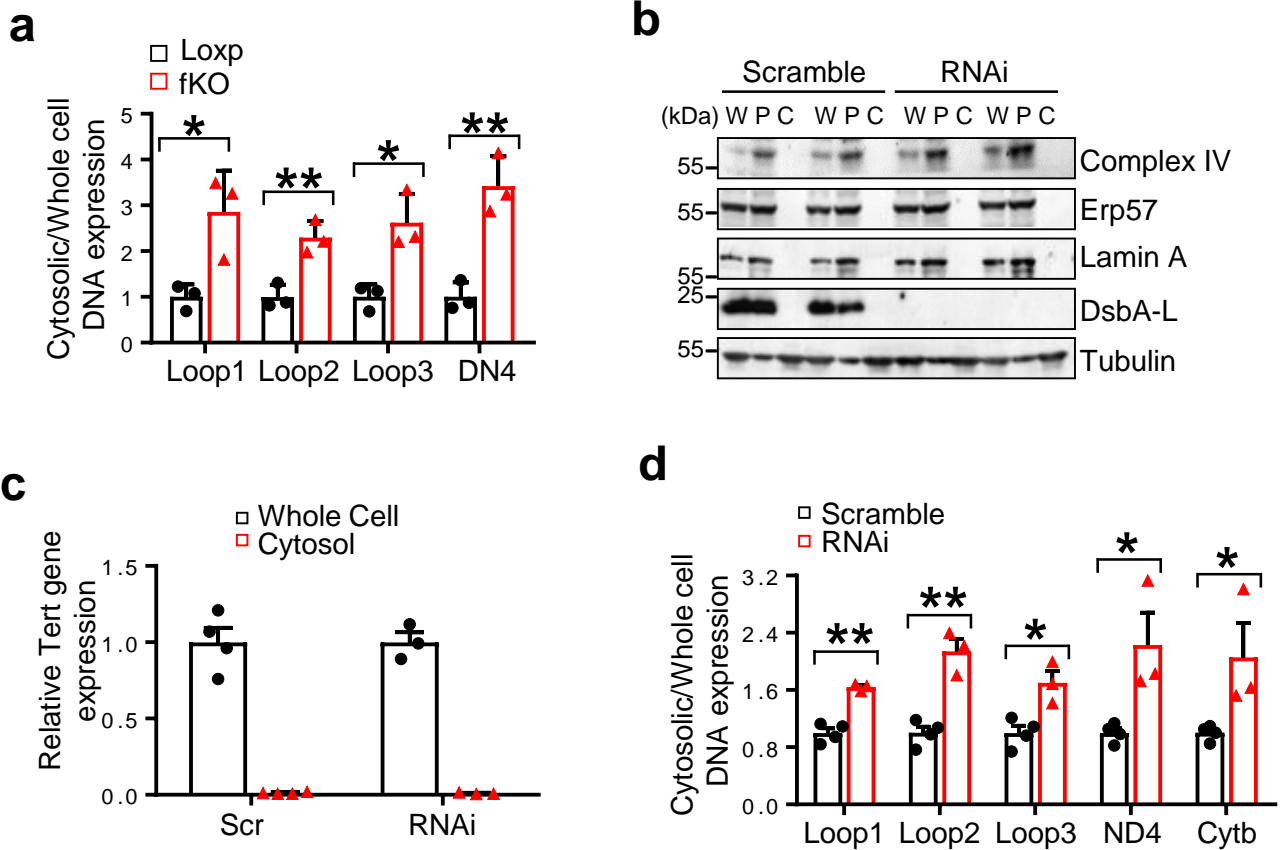 a
Loxp
fKO
Cytosolic/Whole cell
DNA expression
5
4
3
2
1
0
* ** * **
Loop1 Loop2 Loop3 DN4
b
Scramble RNAi
(kDa) W P C W P C W P C W P C
55 Complex IV
55 Erp57
55 Lamin A
25 DsbA-L
55 Tubulin
c
Whole Cell
Cytosol
Relative Tert gene
expression
1.5
1.0
0.5
0.0
Scr RNAi
d
Scramble
RNAi
Cytosolic/Whole cell
DNA expression
3.2
2.4
1.6
0.8
0.0
** ** * * *
Loop1 Loop2 Loop3 ND4 Cytb